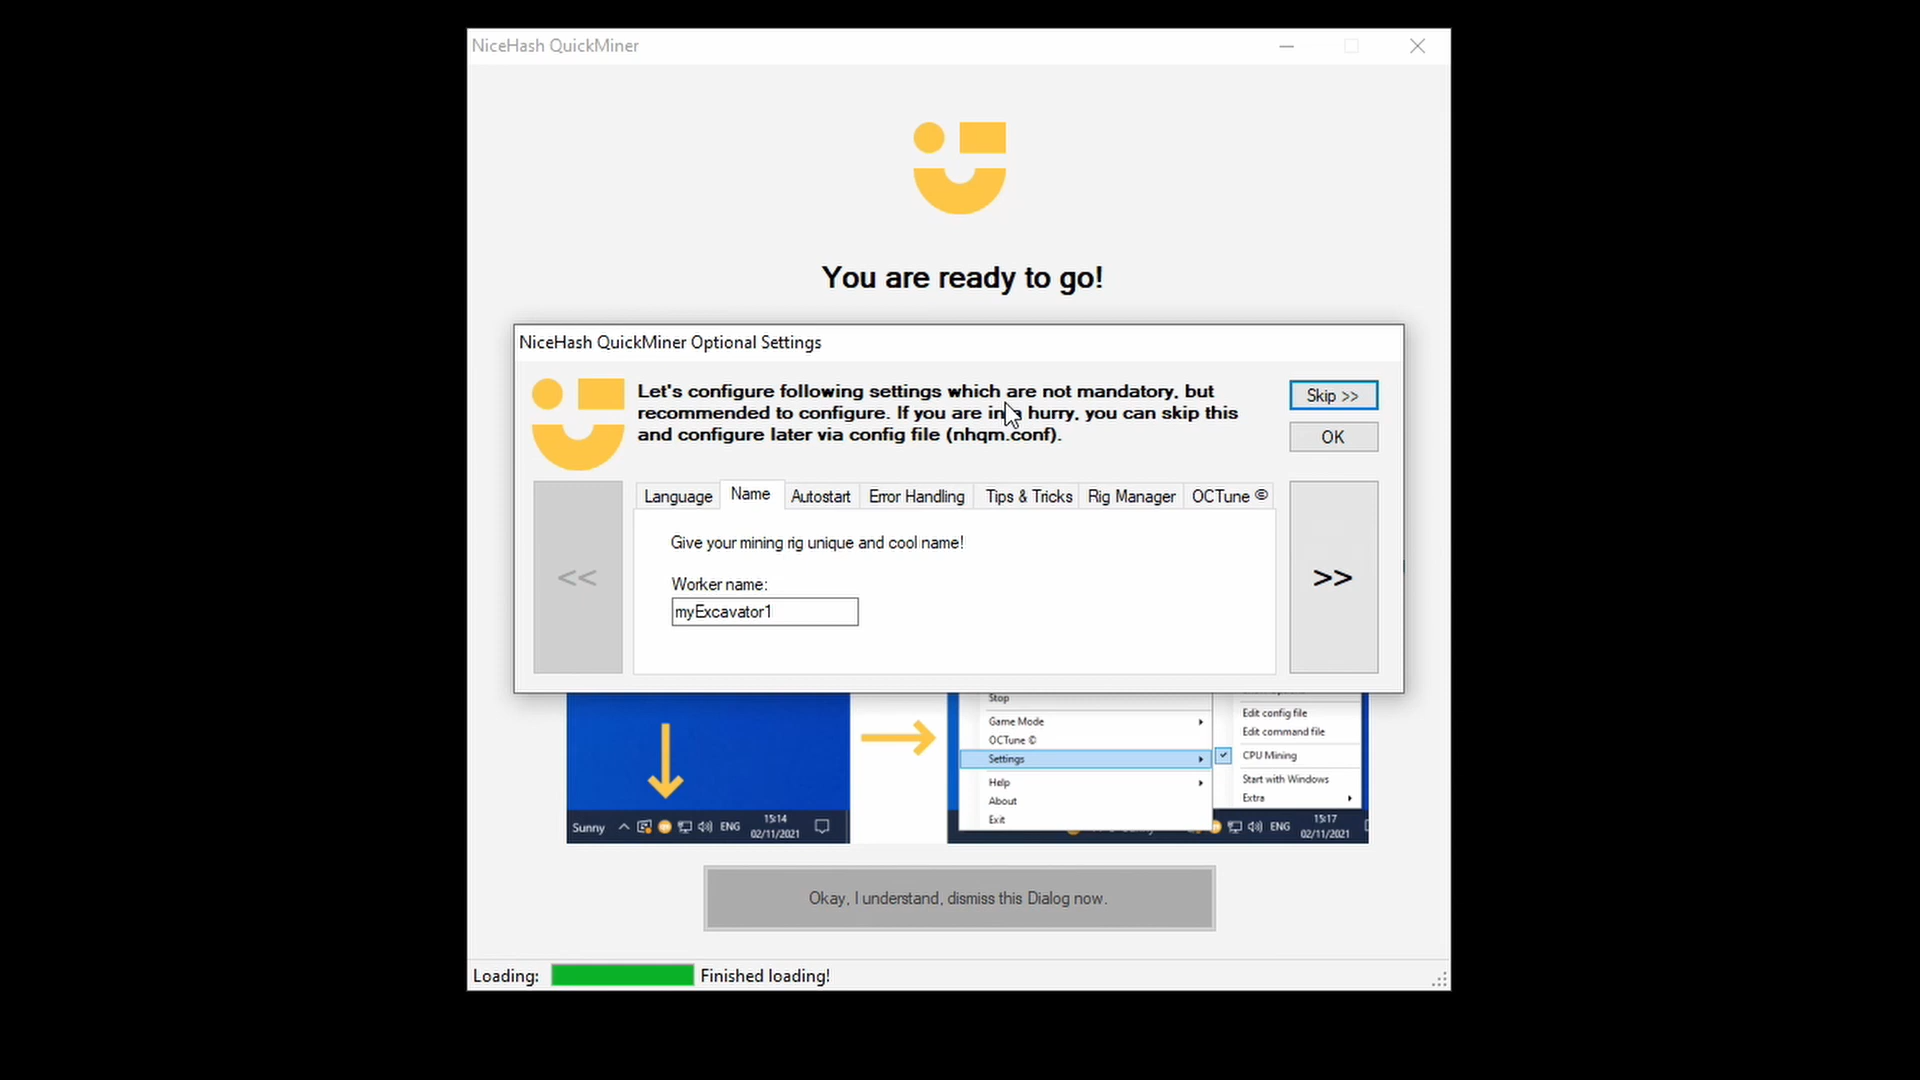 NiceHash QuickMiner
You are ready to go!
NiceHash QuickMiner Optional Settings
Let's configure following settings which are not mandatory, but
recommended to configure. If you are in a hurry, you can skip this
and configure later via config file (nhqm.conf).
Skip >>
OK
Language Name Autostart Error Handling Tips & Tricks Rig Manager OCTune ©
<<
Give your mining rig unique and cool name!
Worker name:
myExcavator1
>>
Stop
Game Mode
OCTune ©
Settings
Help
About
Exit
Edit config file
Edit command file
CPU Mining
Start with Windows
Extra
Sunny ENG 15:14
02/11/2021
ENG 15:17
02/11/2021
Okay, I understand, dismiss this Dialog now.
Loading: Finished loading!